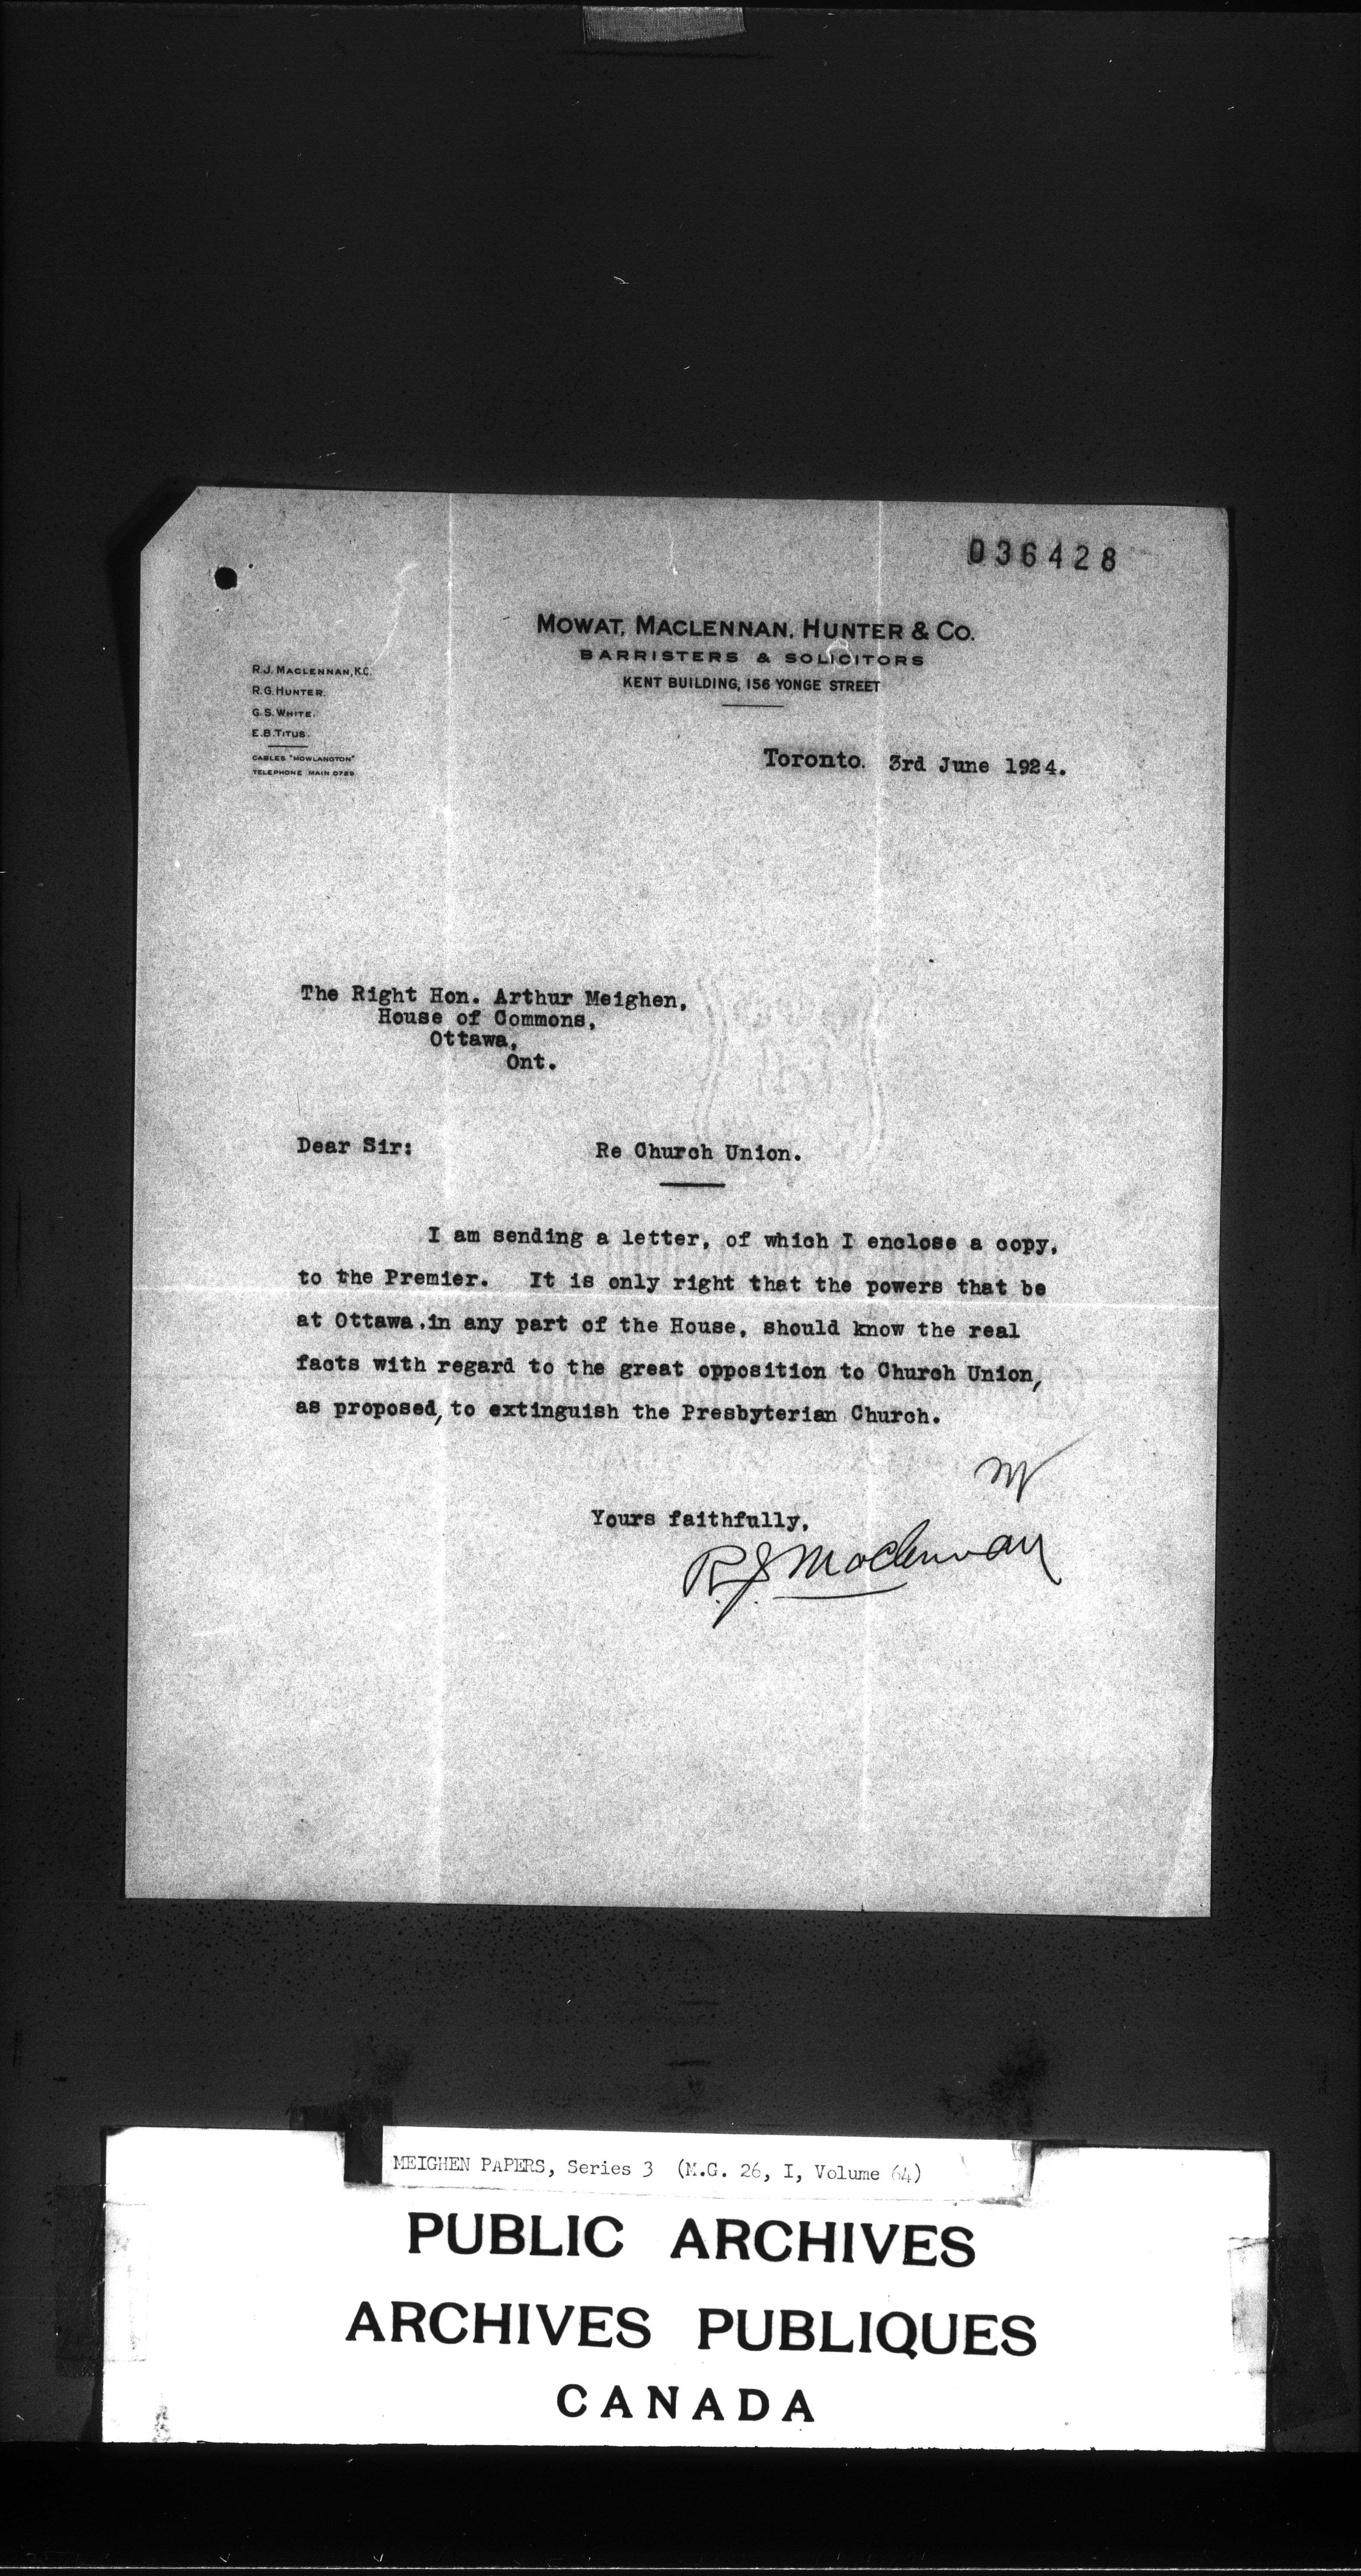 036428
MOWAT, MACLENNAN, HUNTER & CO.
BARRISTERS & SOLICITORS
KENT BUILDING, 156 YONGE STREET
R.J. MACLENNAN, K.C.
R.G. HUNTER.
G.S. WHITE.
E.B. TITUS.
CABLES "MOWLANGTON"
TELEPHONE MAIN 0789
Toronto. 3rd June 1924.
The Right Hon. Arthur Meighen,
House of Commons,
Ottawa,
Ont.
Dear Sir: Re Church Union.
I am sending a letter, of which I enclose a copy,
to the Premier. It is only right that the powers that be
at Ottawa, in any part of the House, should know the real
facts with regard to the great opposition to Church Union,
as proposed, to extinguish the Presbyterian Church.
M
Yours faithfully,
R.J. Maclennan
MEIGHEN PAPERS, Series 3 (M.G. 26, I, Volume 64)
PUBLIC ARCHIVES
ARCHIVES PUBLIQUES
CANADA